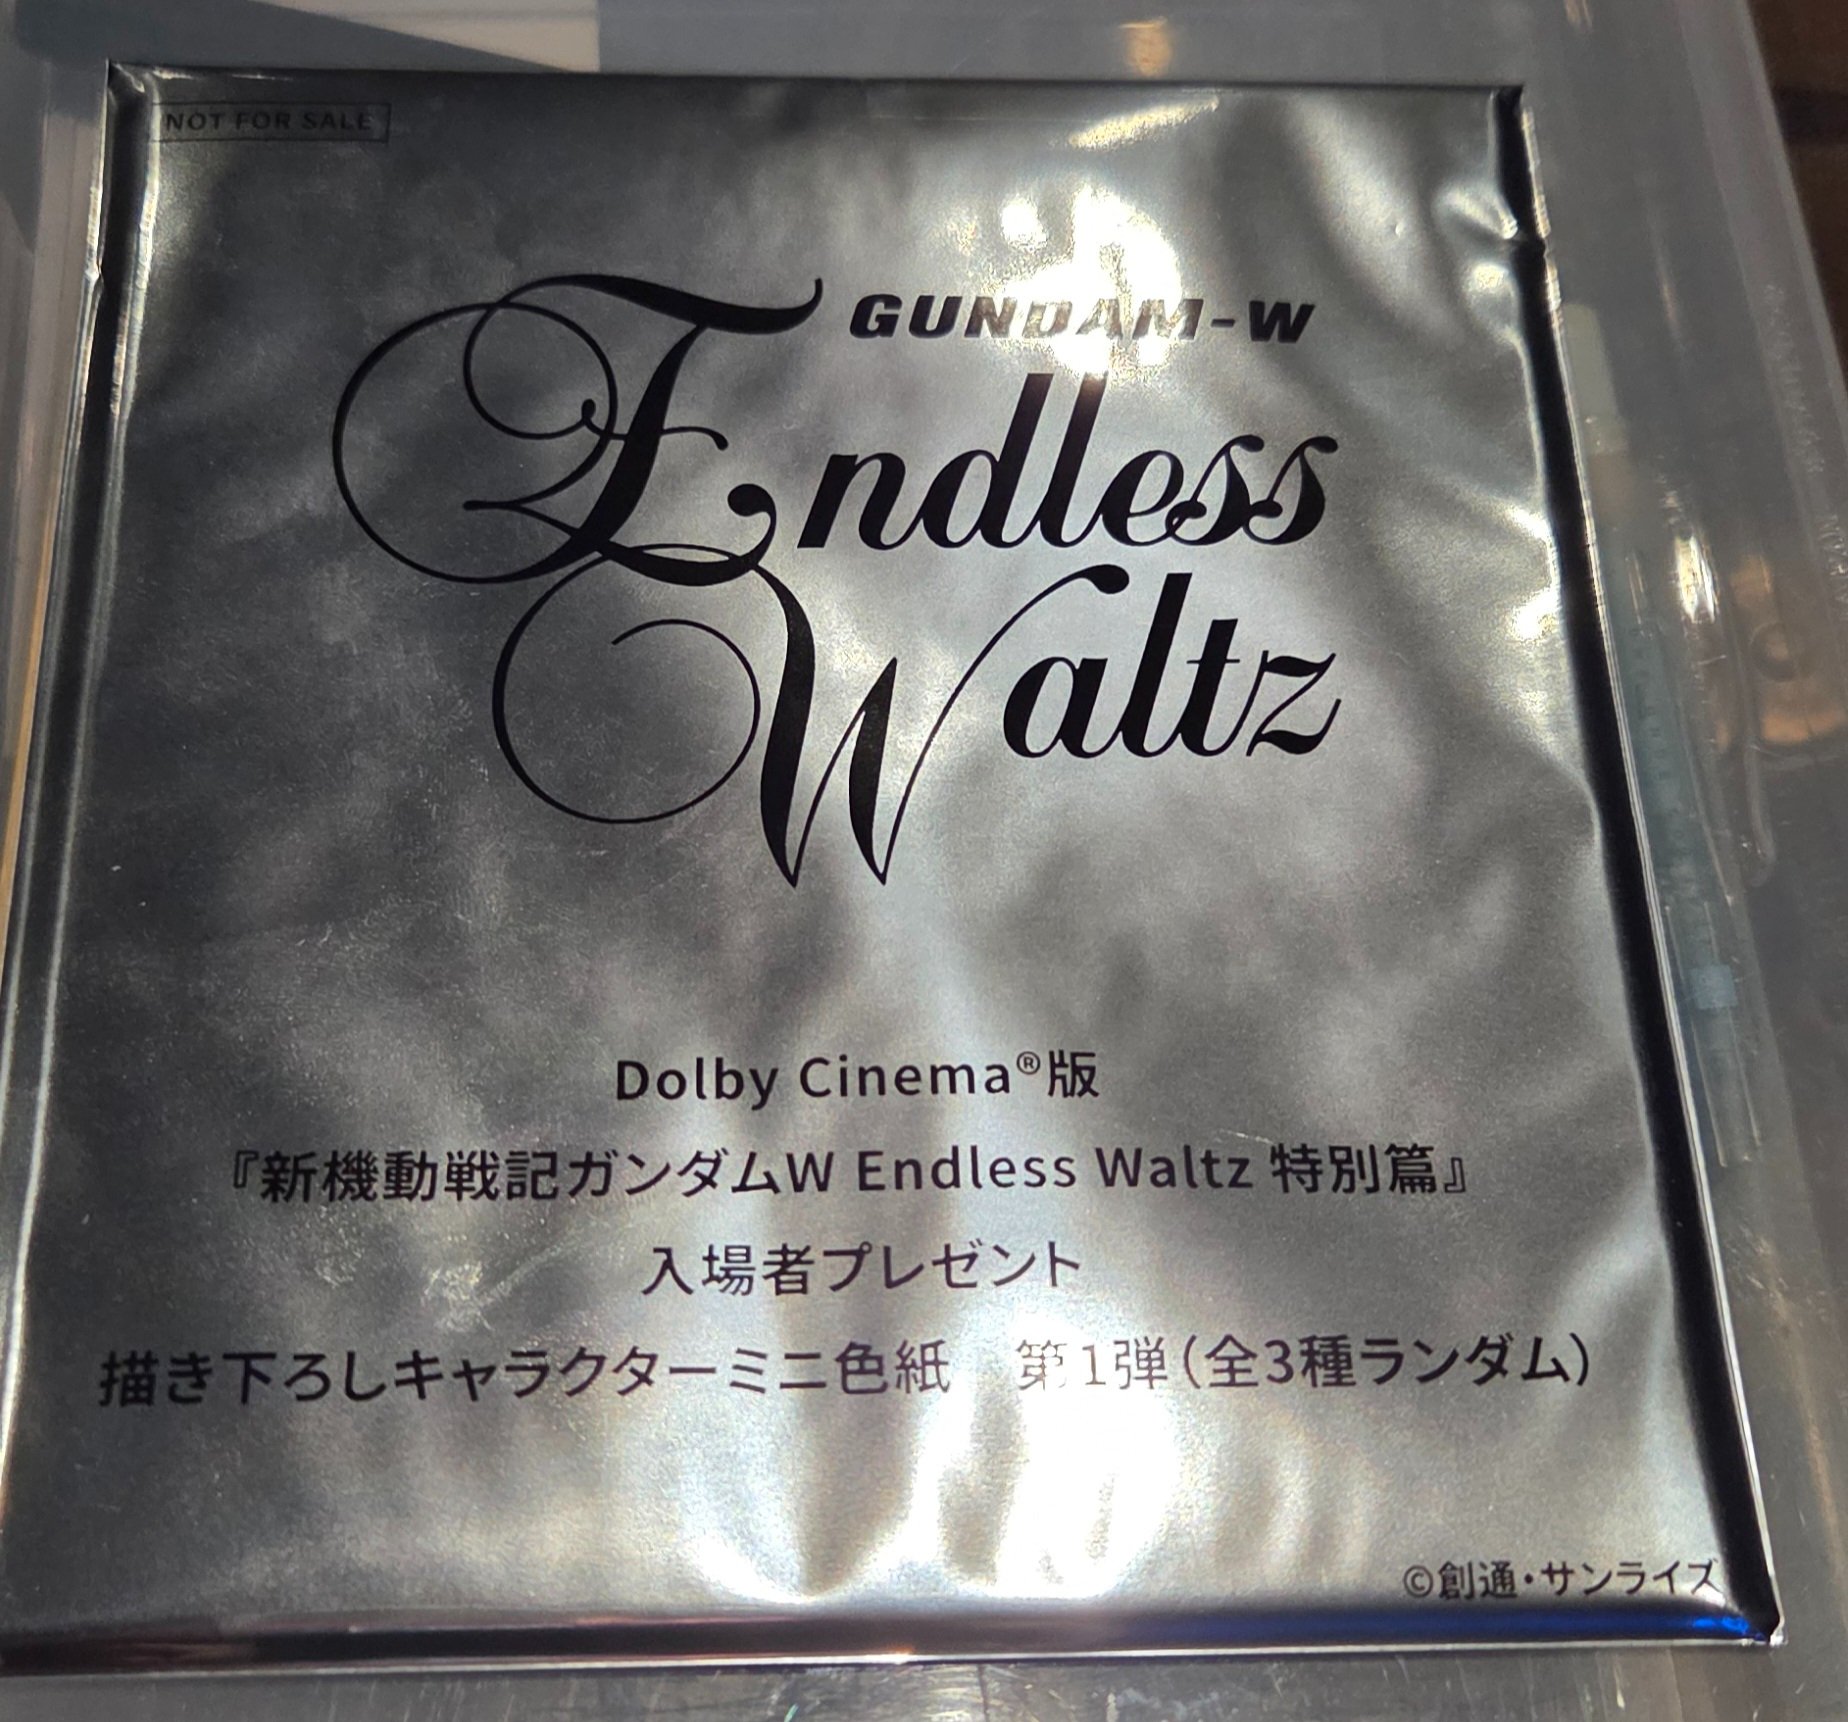 NOT FOR SALE
GUNDAM-W
Endless
Waltz
Dolby Cinema®版
『新機動戦記ガンダムW Endless Waltz 特別篇』
入場者プレゼント
描き下ろしキャラクターミニ色紙　第1弾（全3種ランダム）
©創通・サンライズ